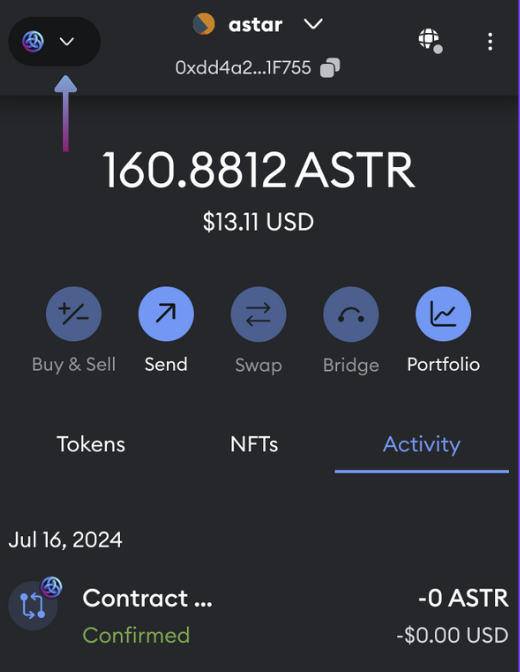 astar
0xdd4a2...1F755
160.8812 ASTR
$13.11 USD
Buy & Sell
Send
Swap
Bridge
Portfolio
Tokens
NFTs
Activity
Jul 16, 2024
Contract ...
-0 ASTR
Confirmed
-$0.00 USD